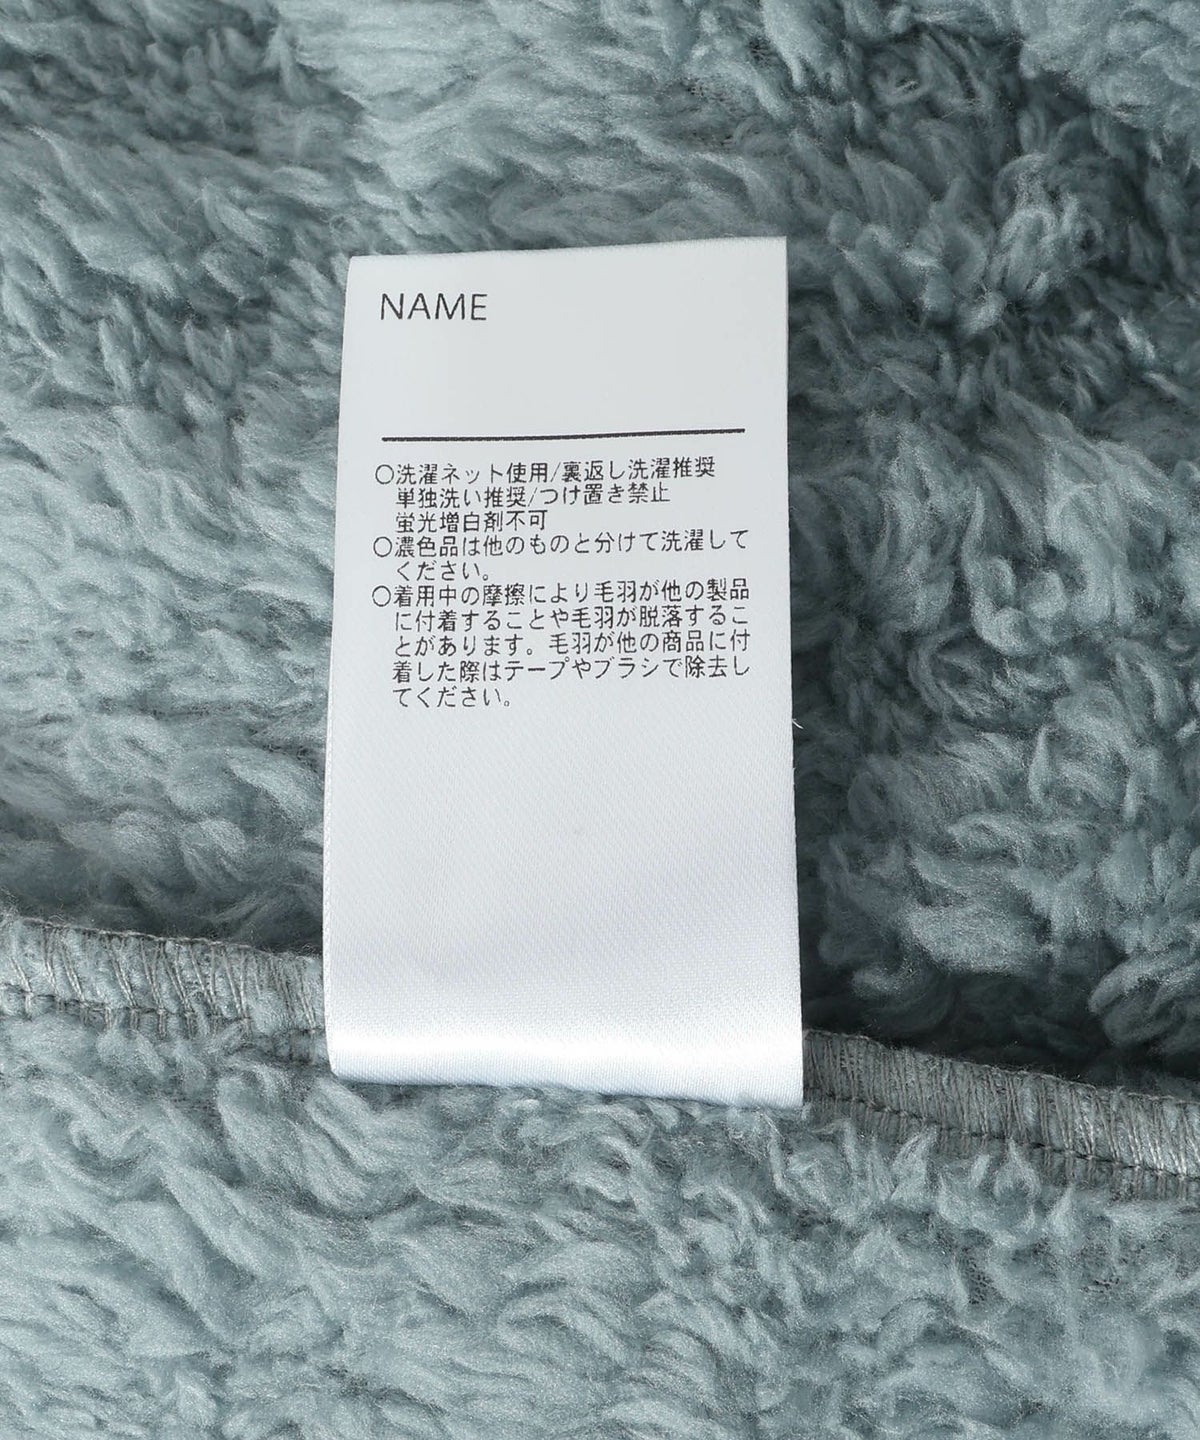 NAME
○洗濯ネット使用/裏返し洗濯推奨
単独洗い推奨/つけ置き禁止
蛍光増白剤不可
○濃色品は他のものと分けて洗濯して
ください。
○着用中の摩擦により毛羽が他の製品
に付着することや毛羽が脱落するこ
とがあります。毛羽が他の商品に付
着した際はテープやブラシで除去し
てください。